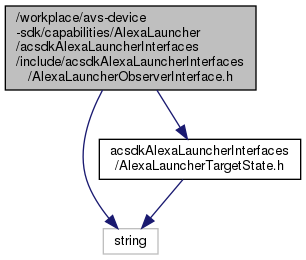 /workplace/avs-device
-sdk/capabilities/AlexaLauncher
/acsdkAlexaLauncherInterfaces
/include/acsdkAlexaLauncherInterfaces
/AlexaLauncherObserverInterface.h
acsdkAlexaLauncherInterfaces
/AlexaLauncherTargetState.h
string